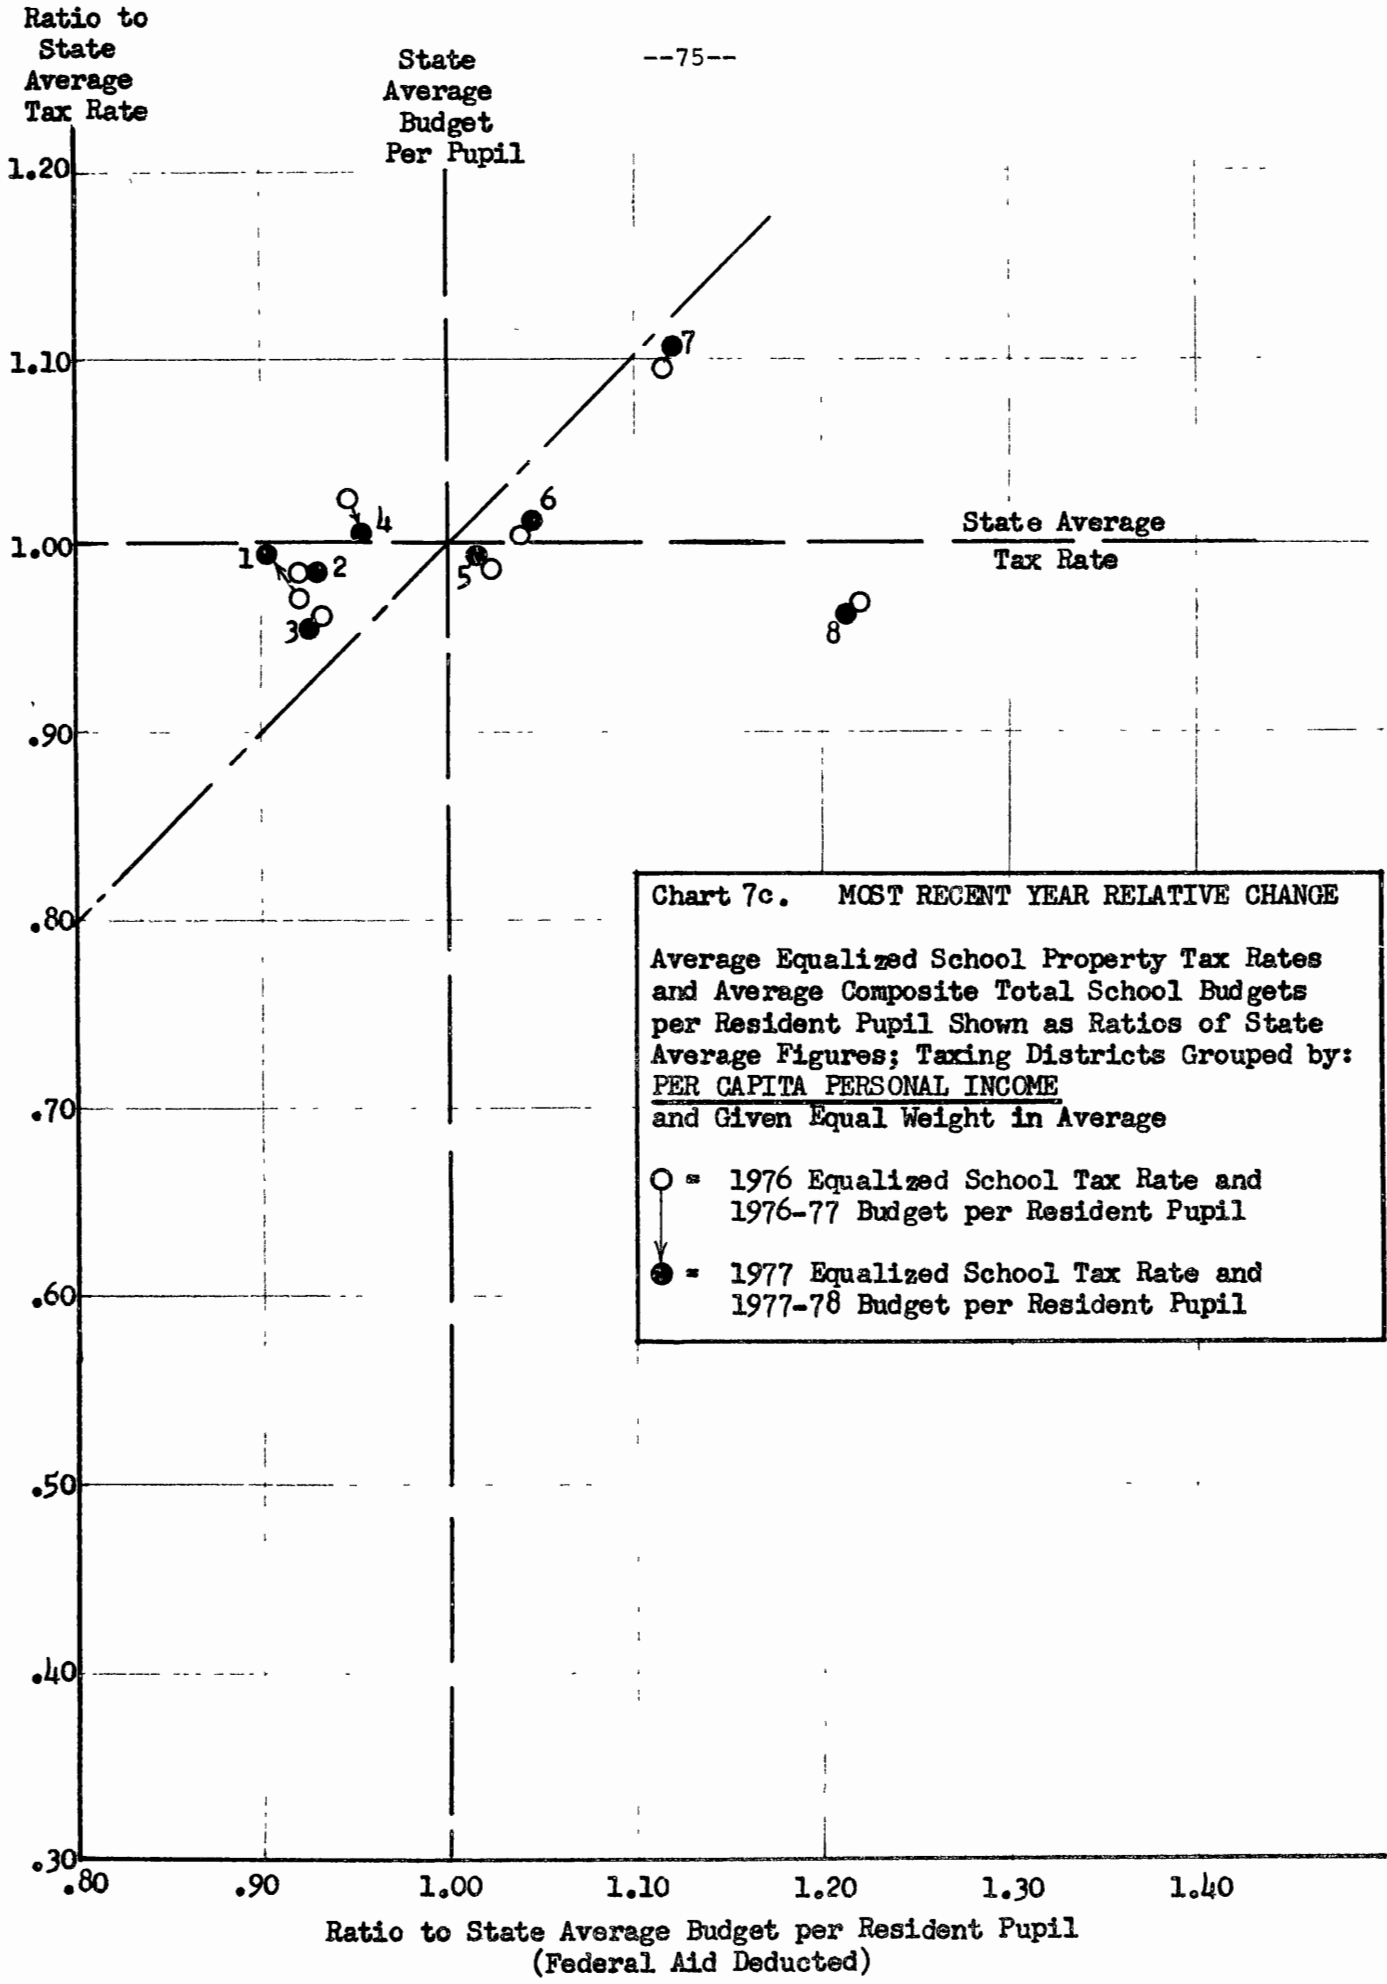 --75--
Ratio to
State
Average
Tax Rate
State
Average
Budget
Per Pupil
1.20
1.10
7
6
4
State Average
1.00
1
2
5
Tax Rate
3
8
.90
.80
Chart 7c. MOST RECENT YEAR RELATIVE CHANGE
Average Equalized School Property Tax Rates
and Average Composite Total School Budgets
per Resident Pupil Shown as Ratios of State
Average Figures; Taxing Districts Grouped by:
PER CAPITA PERSONAL INCOME
and Given Equal Weight in Average
.70
= 1976 Equalized School Tax Rate and
1976-77 Budget per Resident Pupil
= 1977 Equalized School Tax Rate and
1977-78 Budget per Resident Pupil
.60
.50
.40
.30
.80 .90 1.00 1.10 1.20 1.30 1.40
Ratio to State Average Budget per Resident Pupil
(Federal Aid Deducted)